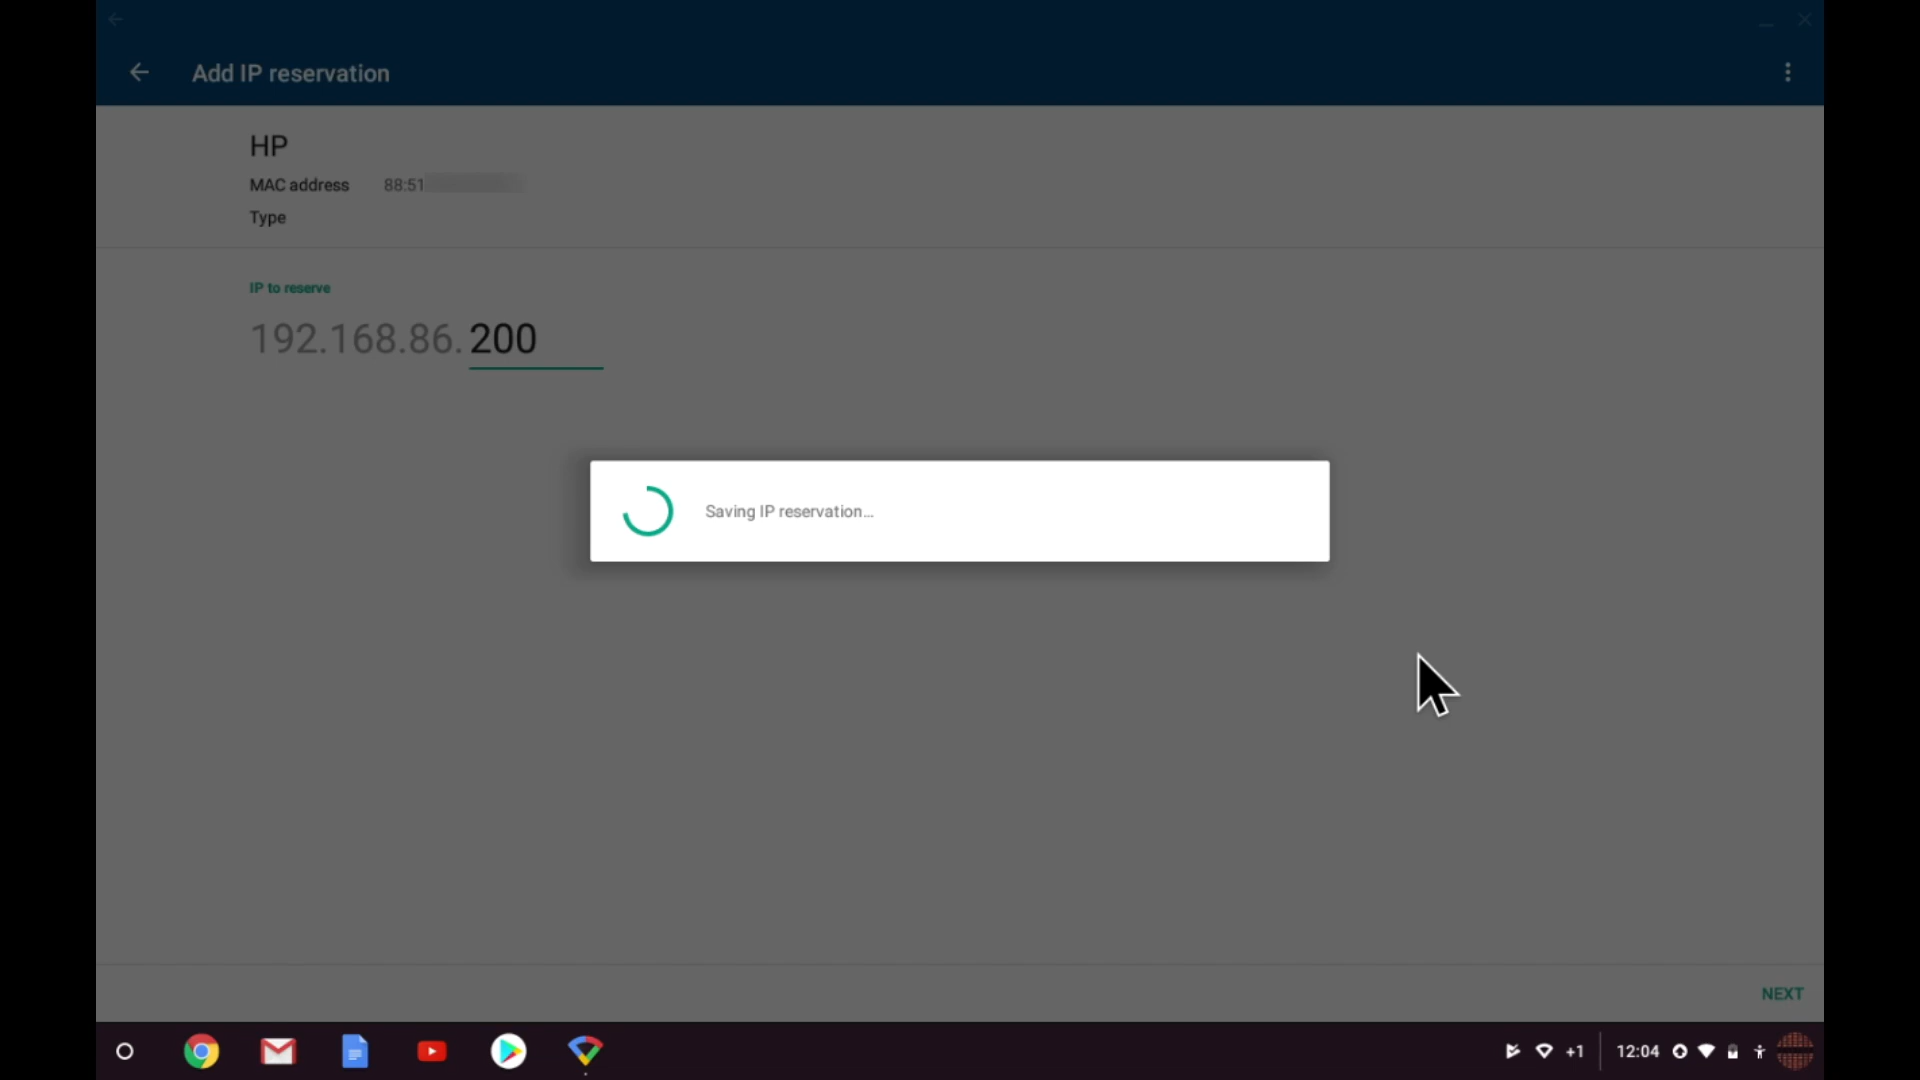 Add IP reservation
HP
MAC address 88:51
Type
IP to reserve
192.168.86.200
Saving IP reservation...
NEXT
+1 12:04